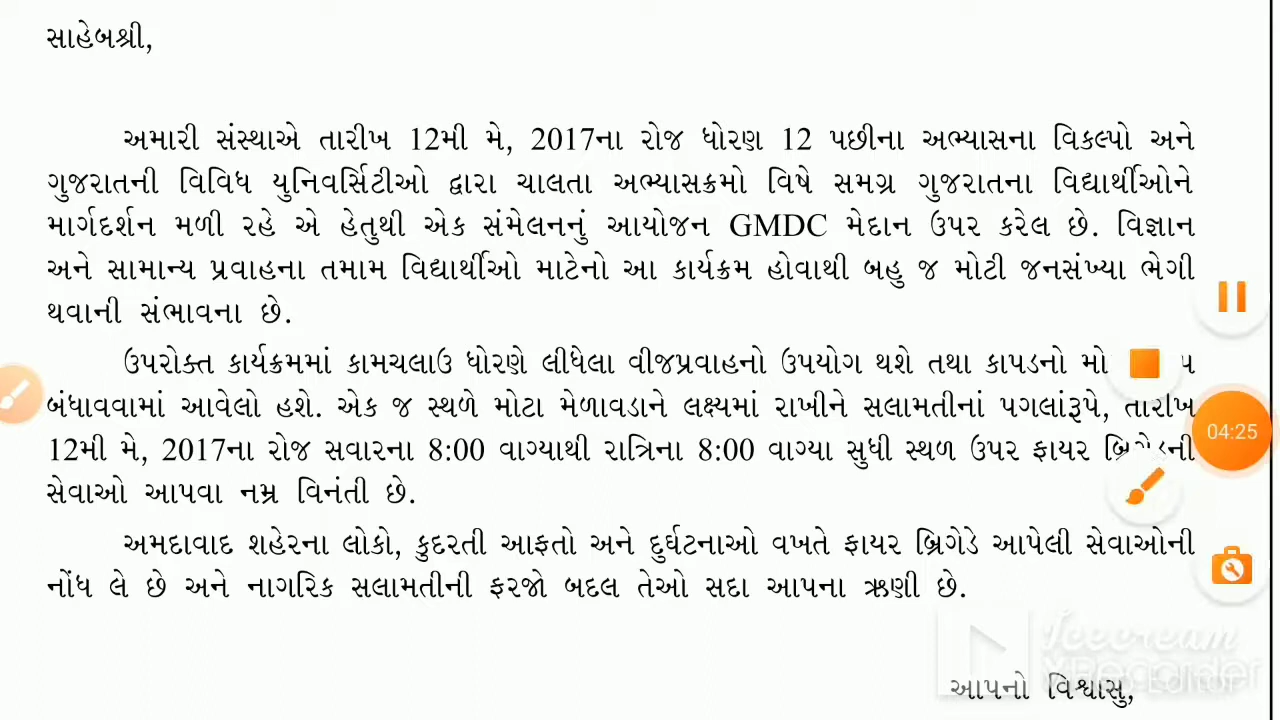 સાહેબશ્રી,
અમારી સંસ્થાએ તારીખ 12મી મે, 2017ના રોજ ધોરણ 12 પછીના અભ્યાસના વિકલ્પો અને
ગુજરાતની વિવિધ યુનિવર્સિટીઓ દ્વારા ચાલતા અભ્યાસક્રમો વિષે સમગ્ર ગુજરાતના વિદ્યાર્થીઓને
માર્ગદર્શન મળી રહે એ હેતુથી એક સંમેલનનું આયોજન GMDC મેદાન ઉપર કરેલ છે. વિજ્ઞાન
અને સામાન્ય પ્રવાહના તમામ વિદ્યાર્થીઓ માટેનો આ કાર્યક્રમ હોવાથી બહુ જ મોટી જનસંખ્યા ભેગી
થવાની સંભાવના છે.
ઉપરોક્ત કાર્યક્રમમાં કામચલાઉ ધોરણે લીધેલા વીજપ્રવાહનો ઉપયોગ થશે તથા કાપડનો
બંધાવવામાં આવેલો હશે. એક જ સ્થળે મોટા મેળાવડાને લક્ષ્યમાં રાખીને સલામતીનાં પગલાંરૂપે, તારીખ
04:25
12મી મે, 2017ના રોજ સવારના 8:00 વાગ્યાથી રાત્રિના 8:00 વાગ્યા સુધી સ્થળ ઉપર ફાયર બ્રિગેડની
સેવાઓ આપવા નમ્ર વિનંતી છે.
અમદાવાદ શહેરના લોકો, કુદરતી આફતો અને દુર્ઘટનાઓ વખતે ફાયર બ્રિગેડે આપેલી સેવાઓની
નોંધ લે છે અને નાગરિક સલામતીની ફરજો બદલ તેઓ સદા આપના ઋણી છે.
આપનો વિશ્વાસુ,